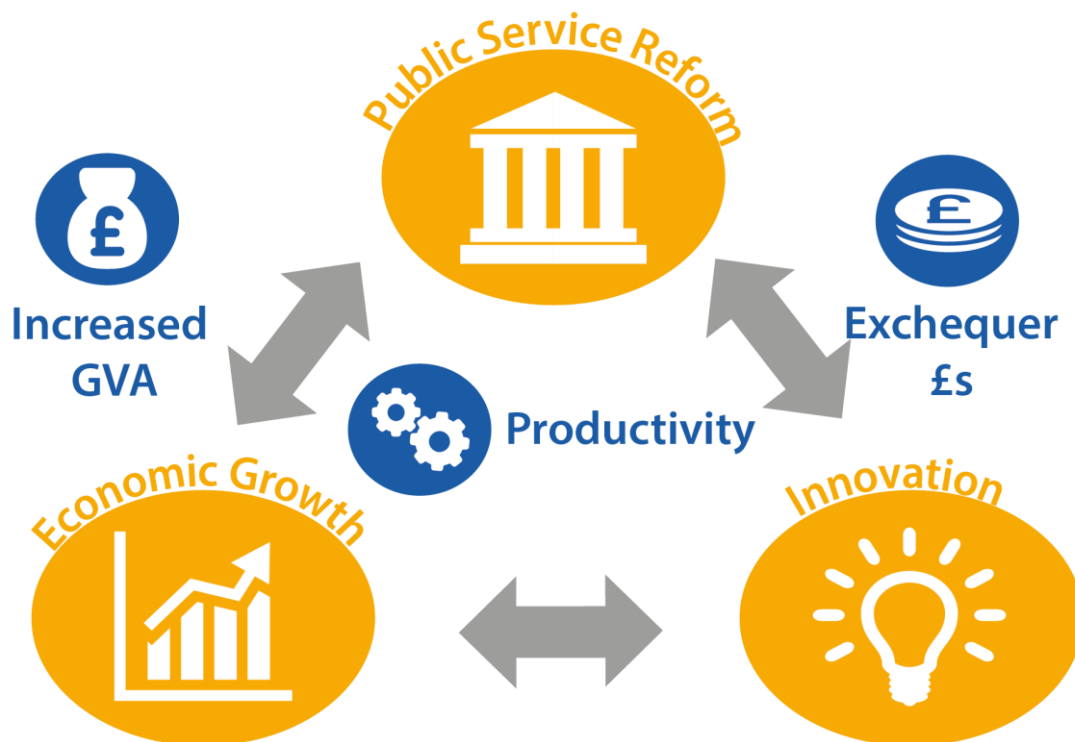 Public Service Reform
£
Increased
GVA
£
Exchequer
£s
Productivity
Economic Growth
Innovation